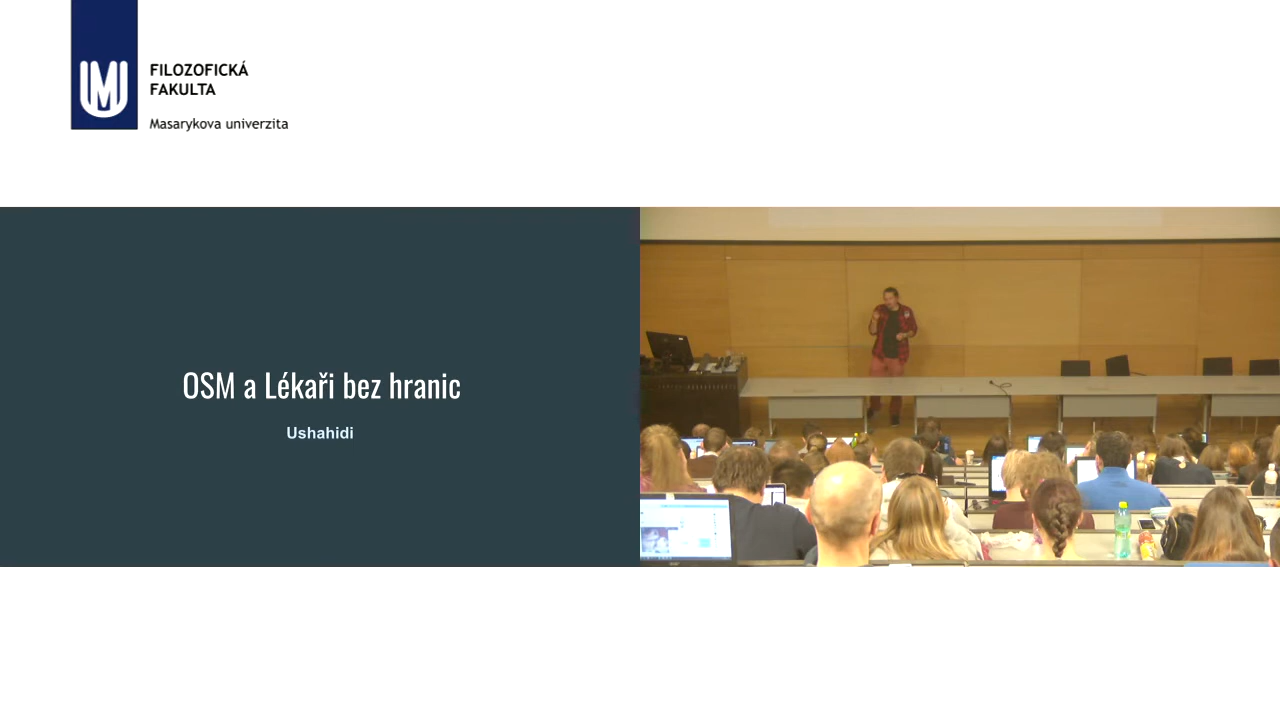 FILOZOFICKÁ
FAKULTA
Masarykova univerzita
OSM a Lékaři bez hranic
Ushahidi